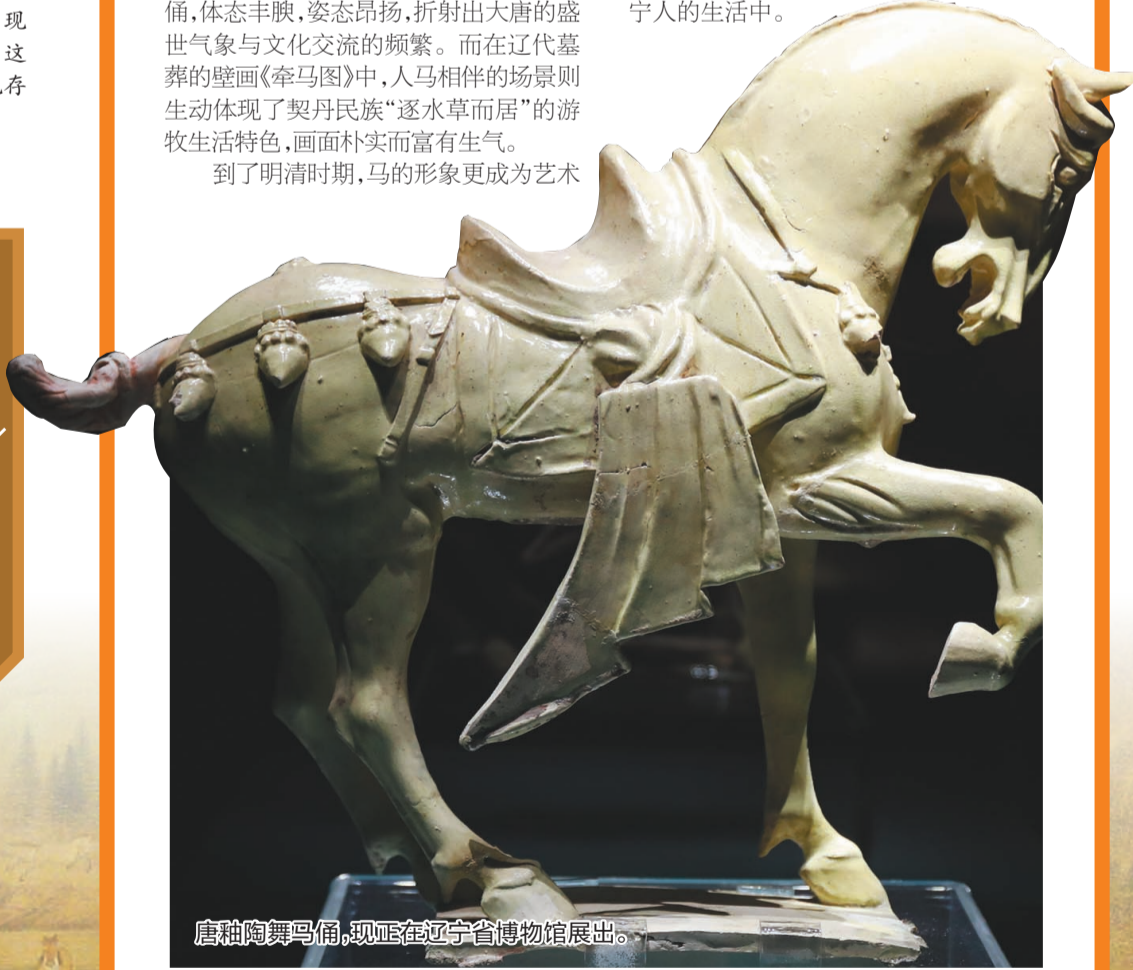 现
这
存
俑,体态丰腴,姿态昂扬,折射出大唐的盛
世气象与文化交流的频繁。而在辽代墓
葬的壁画《牵马图》中,人马相伴的场景则
生动体现了契丹民族“逐水草而居”的游
牧生活特色,画面朴实而富有生气。
到了明清时期,马的形象更成为艺术
宁人的生活中。
唐釉陶舞马俑,现正在辽宁省博物馆展出。